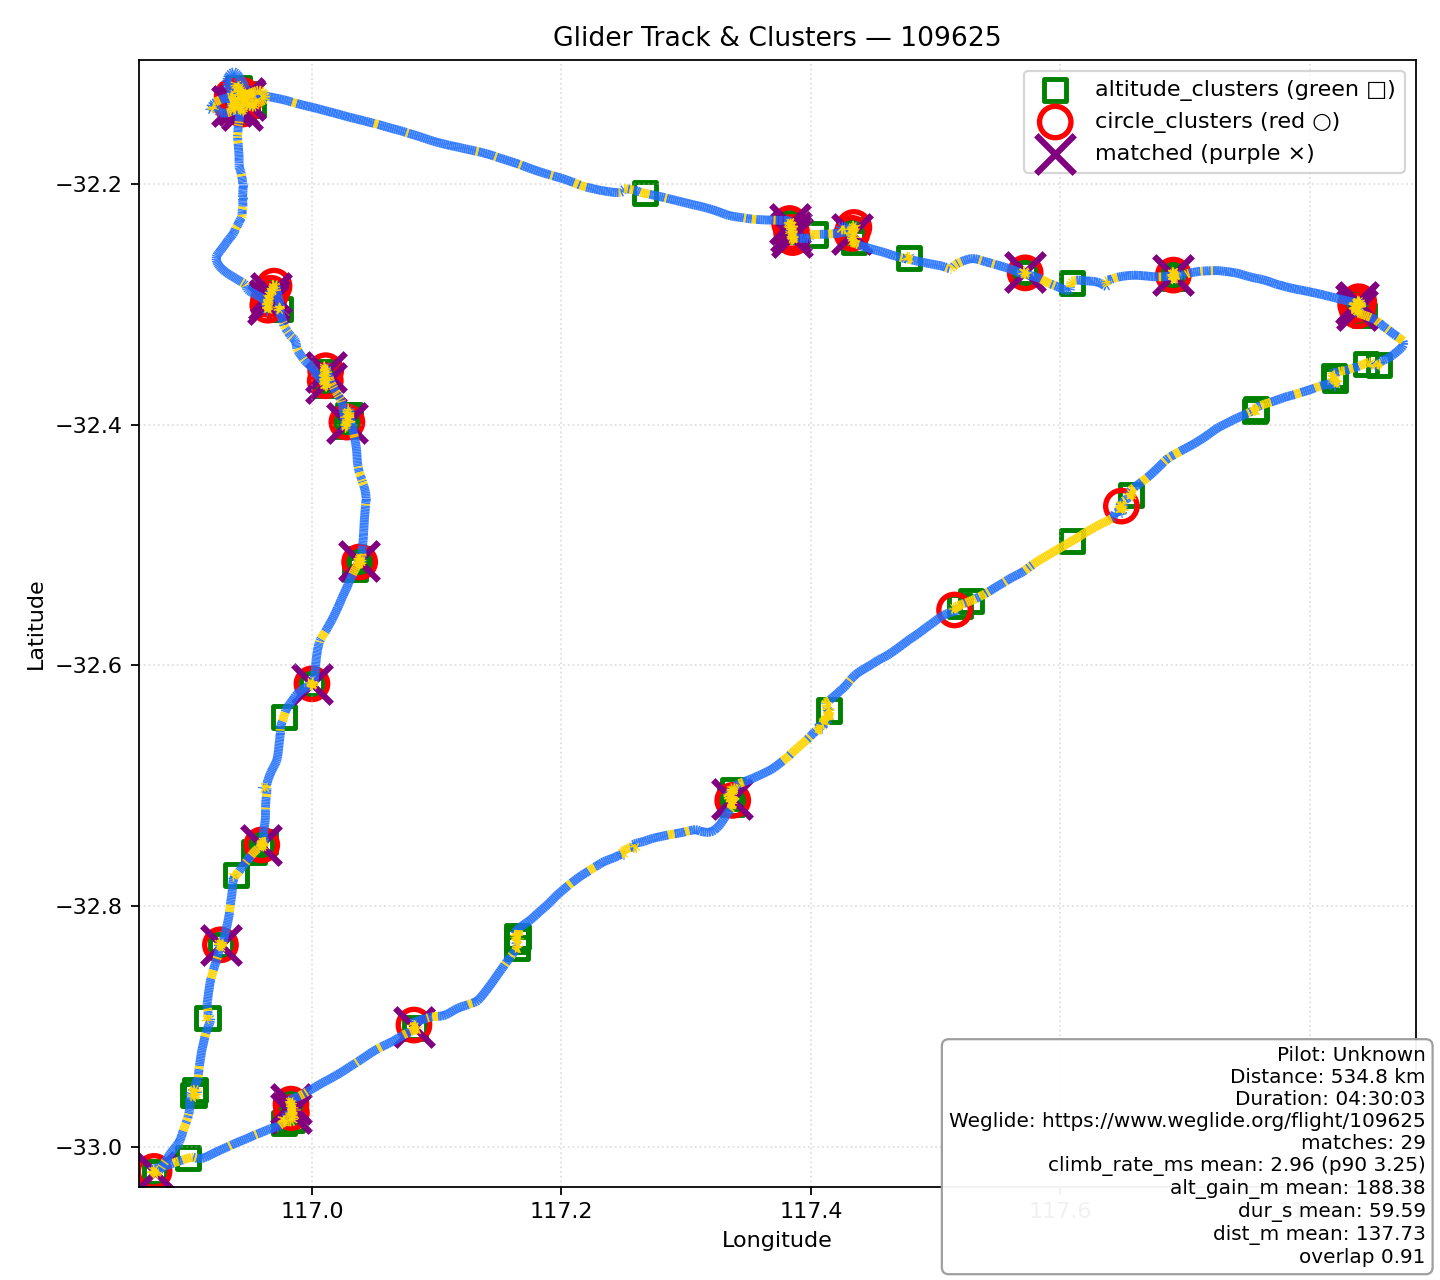 Glider Track & Clusters — 109625
altitude_clusters (green □)
circle_clusters (red ○)
matched (purple ×)
Latitude
−32.2
−32.4
−32.6
−32.8
−33.0
117.0
117.2
117.4
117.6
Longitude
Pilot: Unknown
Distance: 534.8 km
Duration: 04:30:03
Weglide: https://www.weglide.org/flight/109625
matches: 29
climb_rate_ms mean: 2.96 (p90 3.25)
alt_gain_m mean: 188.38
dur_s mean: 59.59
dist_m mean: 137.73
overlap 0.91